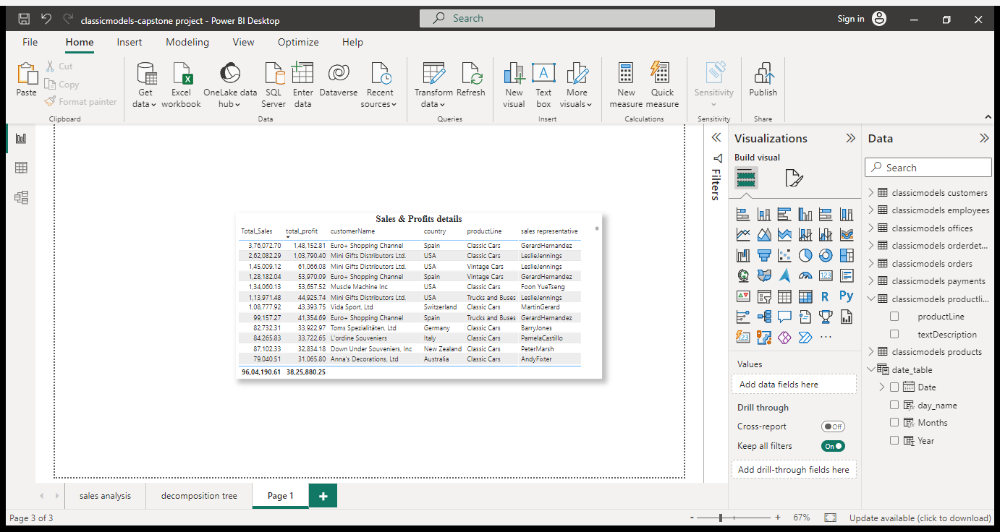 classicmodels-capstone project - Power BI Desktop
Search
Sign in
File Home Insert Modeling View Optimize Help
Paste
Cut
Copy
Format painter
Clipboard
Get data
Excel workbook
OneLake data hub
SQL Server
Enter data
Dataverse
Recent sources
Data
Transform data
Refresh
Queries
New visual
Text box
More visuals
Insert
New measure
Quick measure
Calculations
Sensitivity
Sensitivity
Publish
Share
Sales & Profits details
Total_Sales total_profit customerName country productLine sales representative
3,76,072.70 1,48,152.81 Euro+ Shopping Channel Spain Classic Cars GerardHernandez
2,62,082.29 1,03,790.40 Mini Gifts Distributors Ltd. USA Classic Cars LeslieJennings
1,45,009.12 61,066.08 Mini Gifts Distributors Ltd. USA Vintage Cars LeslieJennings
1,28,182.04 53,970.09 Euro+ Shopping Channel Spain Vintage Cars GerardHernandez
1,34,060.13 53,657.52 Muscle Machine Inc USA Classic Cars Foon YueTseng
1,13,971.48 44,925.74 Mini Gifts Distributors Ltd. USA Trucks and Buses LeslieJennings
1,08,777.92 43,393.75 Vida Sport, Ltd Switzerland Classic Cars MartinGerard
99,157.27 41,354.69 Euro+ Shopping Channel Spain Trucks and Buses GerardHernandez
82,732.31 33,922.97 Toms Spezialitäten, Ltd Germany Classic Cars BarryJones
84,265.83 33,722.65 L'ordine Souveniers Italy Classic Cars PamelaCastillo
87,102.33 32,834.18 Down Under Souveniers, Inc New Zealand Classic Cars PeterMarsh
79,040.51 31,065.80 Anna's Decorations, Ltd Australia Classic Cars AndyFixter
96,04,190.61 38,25,880.25
Filters
Visualizations
Build visual
123
R
Py
123
...
Values
Add data fields here
Drill through
Cross-report Off
Keep all filters On
Add drill-through fields here
Data
Search
classicmodels customers
classicmodels employees
classicmodels offices
classicmodels orderdet...
classicmodels orders
classicmodels payments
classicmodels productli...
productLine
textDescription
classicmodels products
date_table
Date
day_name
Months
Year
sales analysis decomposition tree Page 1 +
Page 3 of 3
- + 67%
Update available (click to download)